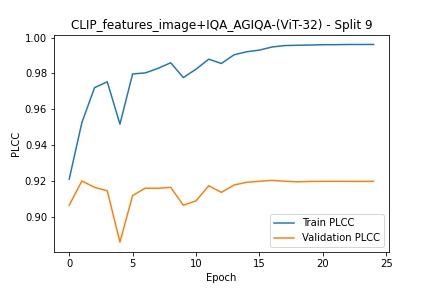 CLIP_features_image+IQA_AGIQA-(ViT-32) - Split 9
1.00
0.98
0.96
0.94
0.92
0.90
PLCC
0 5 10 15 20 25
Epoch
Train PLCC
Validation PLCC